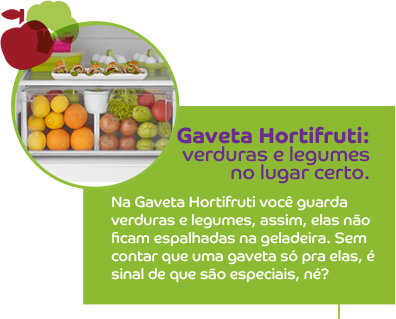 Gaveta Hortifruti:
verduras e legumes
no lugar certo.
Na Gaveta Hortifruti você guarda
verduras e legumes, assim, elas não
ficam espalhadas na geladeira. Sem
contar que uma gaveta só pra elas, é
sinal de que são especiais, né?